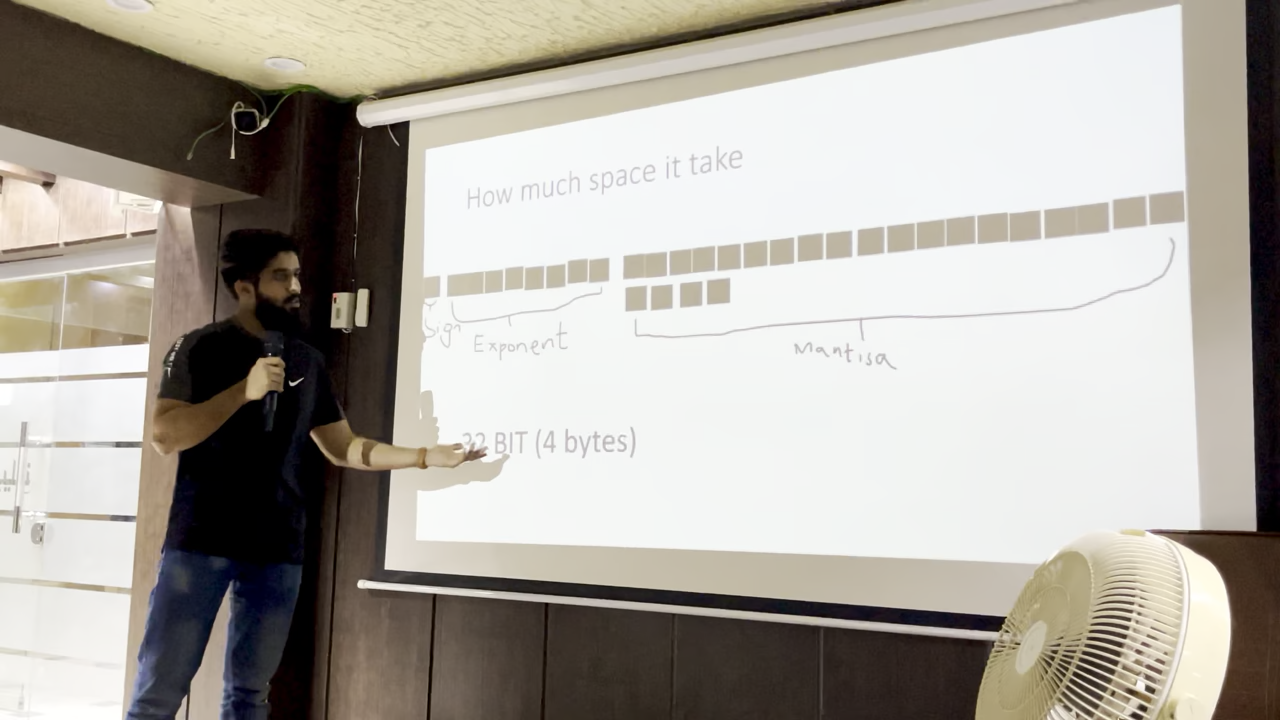 How much space it take
Sign
Exponent
Mantisa
32 BIT (4 bytes)